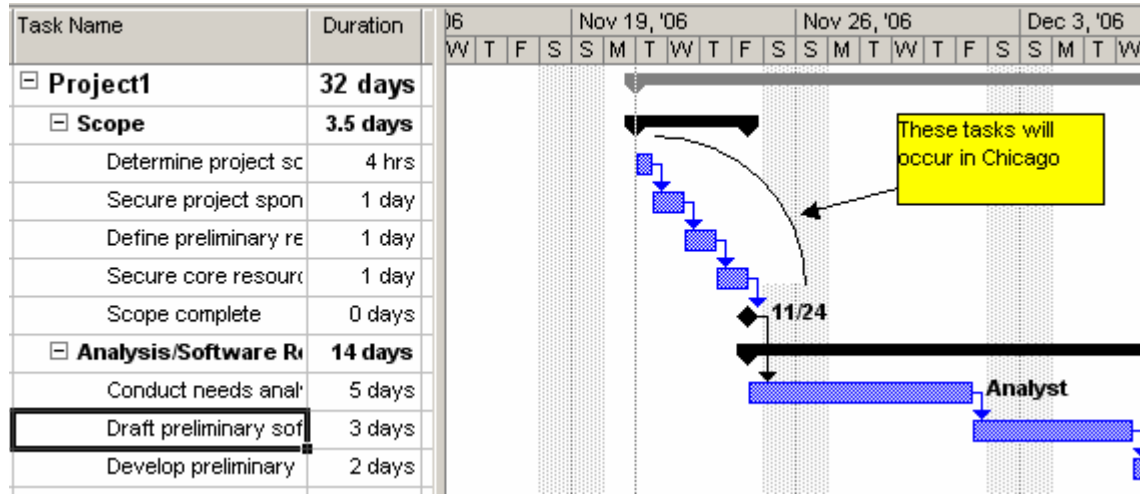 Task Name Duration 06 Nov 19, '06 Nov 26, '06 Dec 3, '06
W T F S S M T W T F S S M T W T F S S M T W
Project1 32 days
Scope 3.5 days
These tasks will
occur in Chicago
Determine project sc 4 hrs
Secure project spon 1 day
Define preliminary re 1 day
Secure core resourc 1 day
Scope complete 0 days 11/24
Analysis/Software Re 14 days
Conduct needs anal 5 days Analyst
Draft preliminary sof 3 days
Develop preliminary 2 days